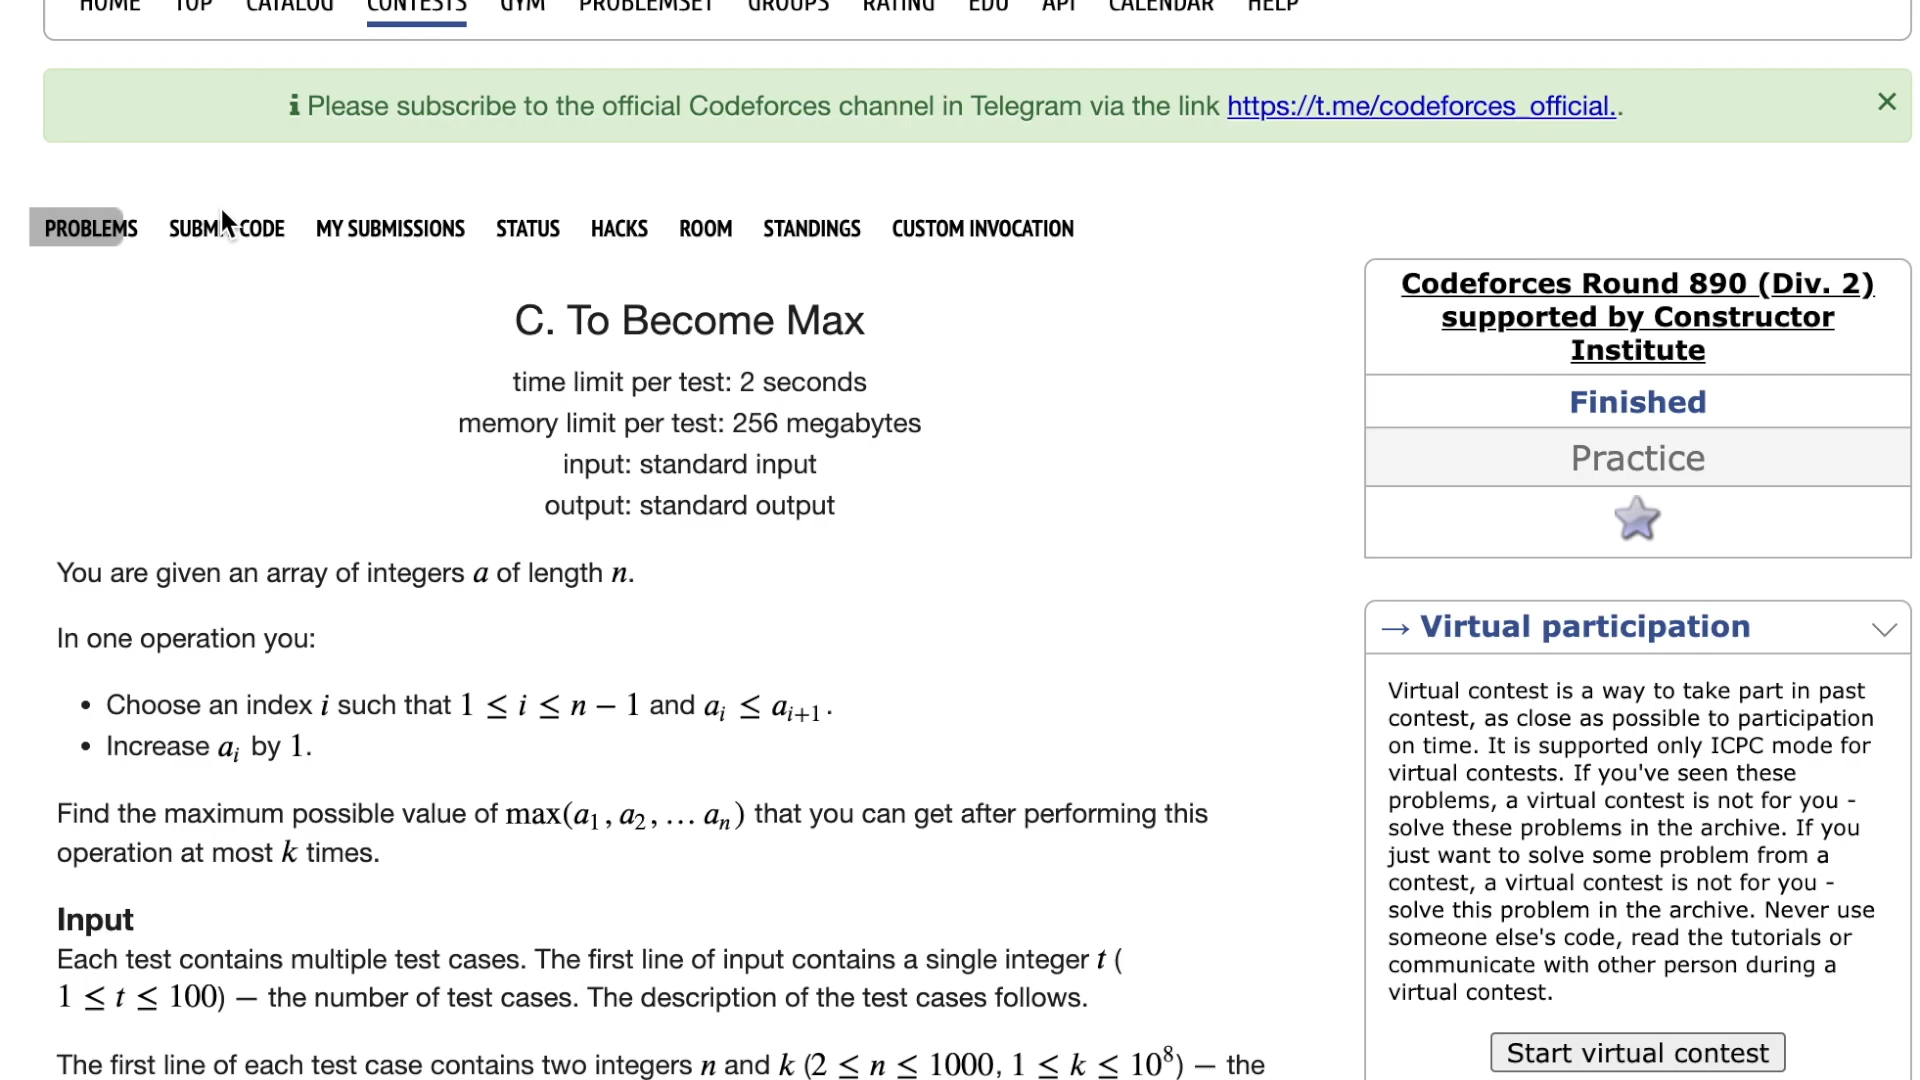 HOME TOP CATALOG CONTESTS GYM PROBLEMSET GROUPS RATING EDU API CALENDAR HELP
Please subscribe to the official Codeforces channel in Telegram via the link https://t.me/codeforces_official..
PROBLEMS SUBMIT CODE MY SUBMISSIONS STATUS HACKS ROOM STANDINGS CUSTOM INVOCATION
C. To Become Max
time limit per test: 2 seconds
memory limit per test: 256 megabytes
input: standard input
output: standard output
You are given an array of integers a of length n.
In one operation you:
• Choose an index i such that 1 ≤ i ≤ n − 1 and aᵢ ≤ aᵢ₊₁.
• Increase aᵢ by 1.
Find the maximum possible value of max(a₁, a₂, … aₙ) that you can get after performing this
operation at most k times.
Input
Each test contains multiple test cases. The first line of input contains a single integer t (
1 ≤ t ≤ 100) — the number of test cases. The description of the test cases follows.
The first line of each test case contains two integers n and k (2 ≤ n ≤ 1000, 1 ≤ k ≤ 10⁸) — the
Codeforces Round 890 (Div. 2)
supported by Constructor
Institute
Finished
Practice
→ Virtual participation
Virtual contest is a way to take part in past
contest, as close as possible to participation
on time. It is supported only ICPC mode for
virtual contests. If you've seen these
problems, a virtual contest is not for you -
solve these problems in the archive. If you
just want to solve some problem from a
contest, a virtual contest is not for you -
solve this problem in the archive. Never use
someone else's code, read the tutorials or
communicate with other person during a
virtual contest.
Start virtual contest